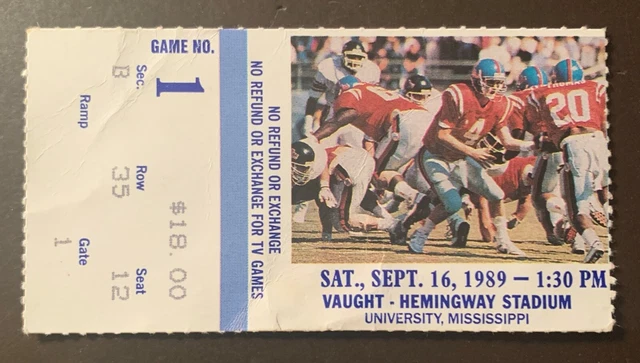 GAME NO.
1
Sec.
B
Ramp
Row
35
Seat
12
Gate
1
$18.00
NO REFUND OR EXCHANGE
NO REFUND OR EXCHANGE FOR TV GAMES
4
20
SAT., SEPT. 16, 1989 — 1:30 PM
VAUGHT - HEMINGWAY STADIUM
UNIVERSITY, MISSISSIPPI